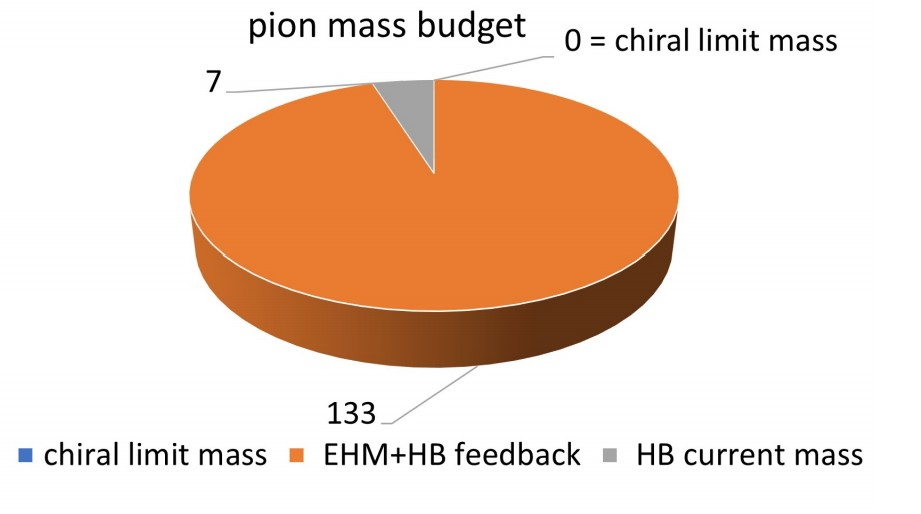 pion mass budget
0 = chiral limit mass
7
133
chiral limit mass EHM+HB feedback HB current mass